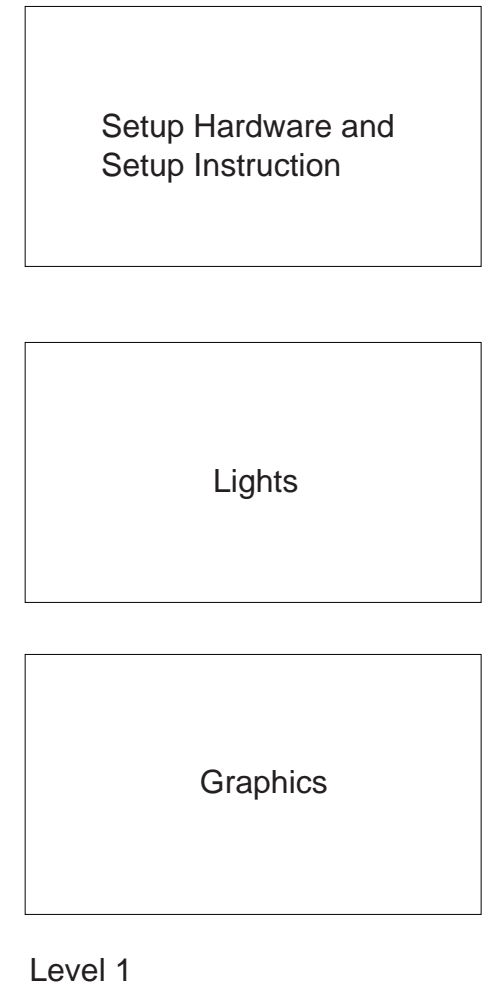 Setup Hardware and
Setup Instruction
Lights
Graphics
Level 1